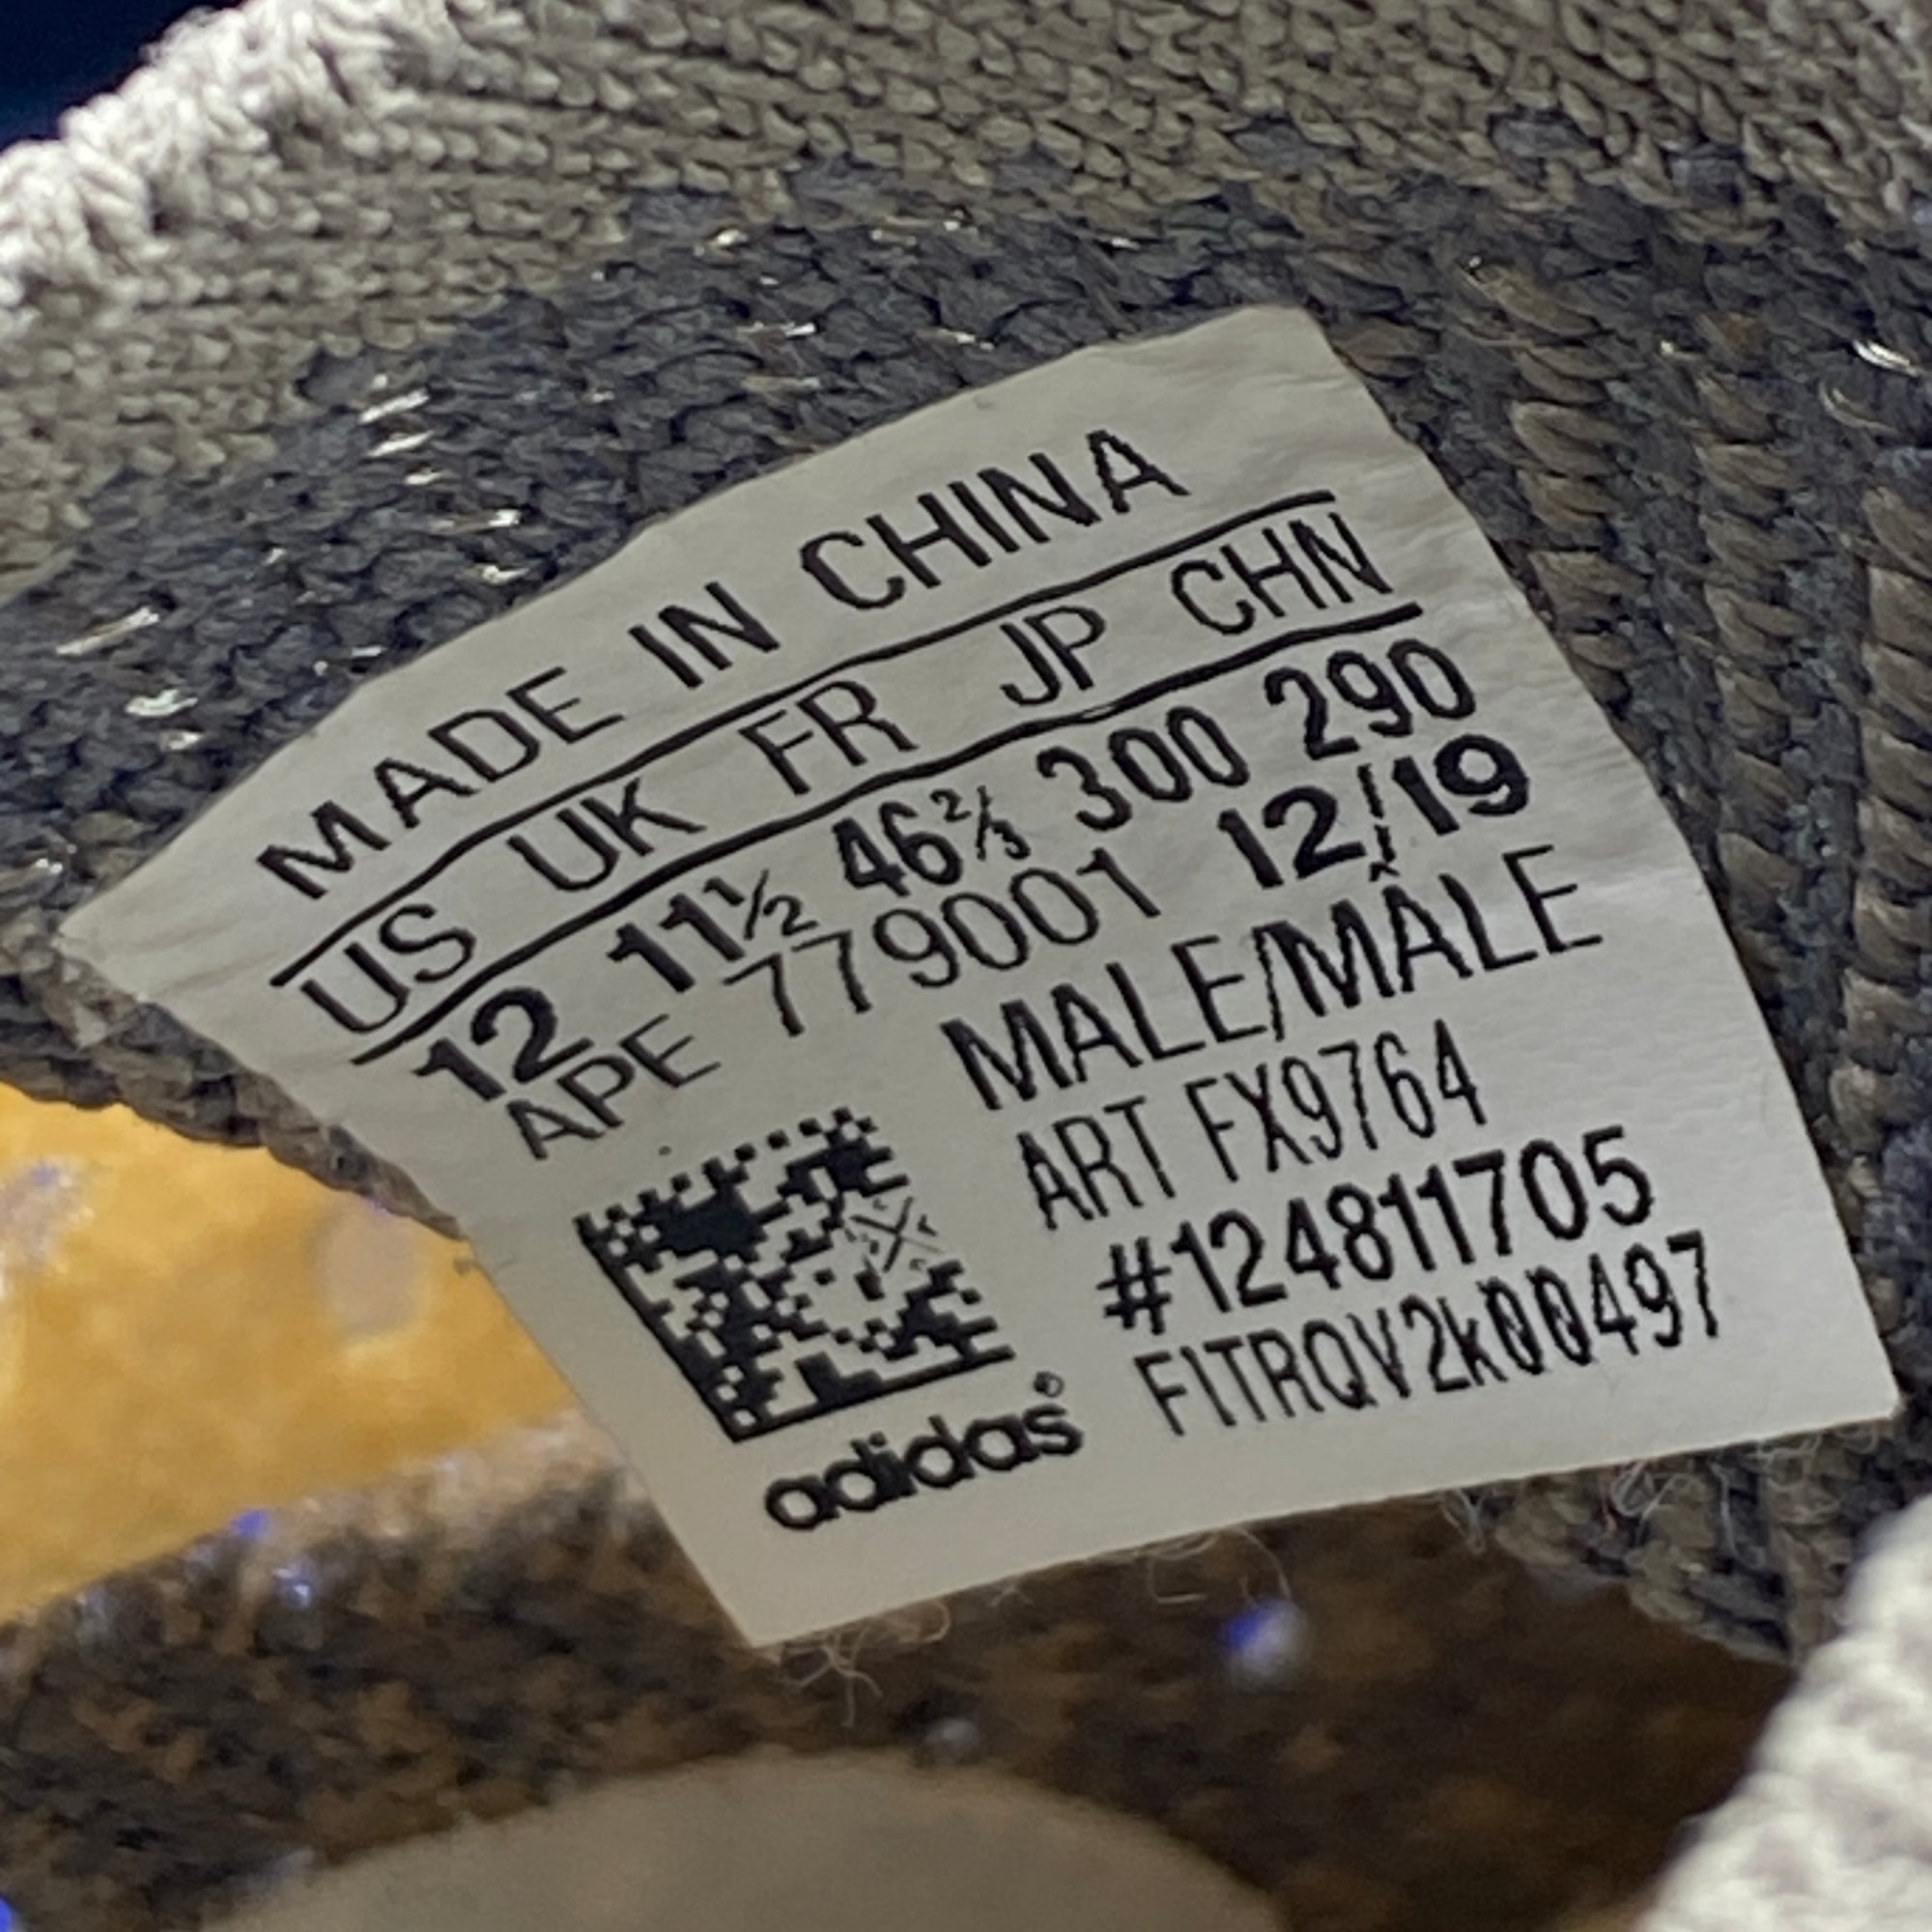 MADE IN CHINA
US UK FR JP CHN
12 11½ 46⅔ 300 290
APE 779001 12/19
MALE/MÂLE
ART FX9764
#124811705
F1TRQV2k00497
adidas®